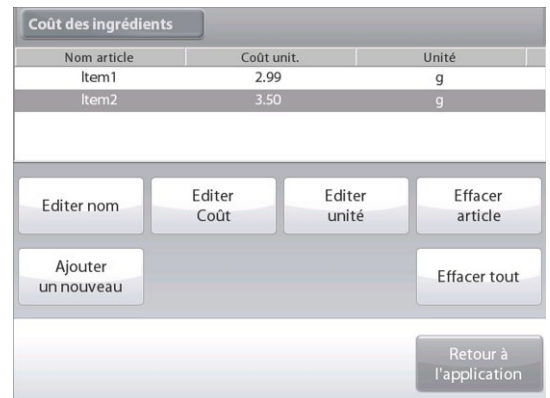 Coût des ingrédients
Nom article Coût unit. Unité
Item1 2.99 g
Item2 3.50 g
Editer nom
Editer
Coût
Editer
unité
Effacer
article
Ajouter
un nouveau
Effacer tout
Retour à
l'application